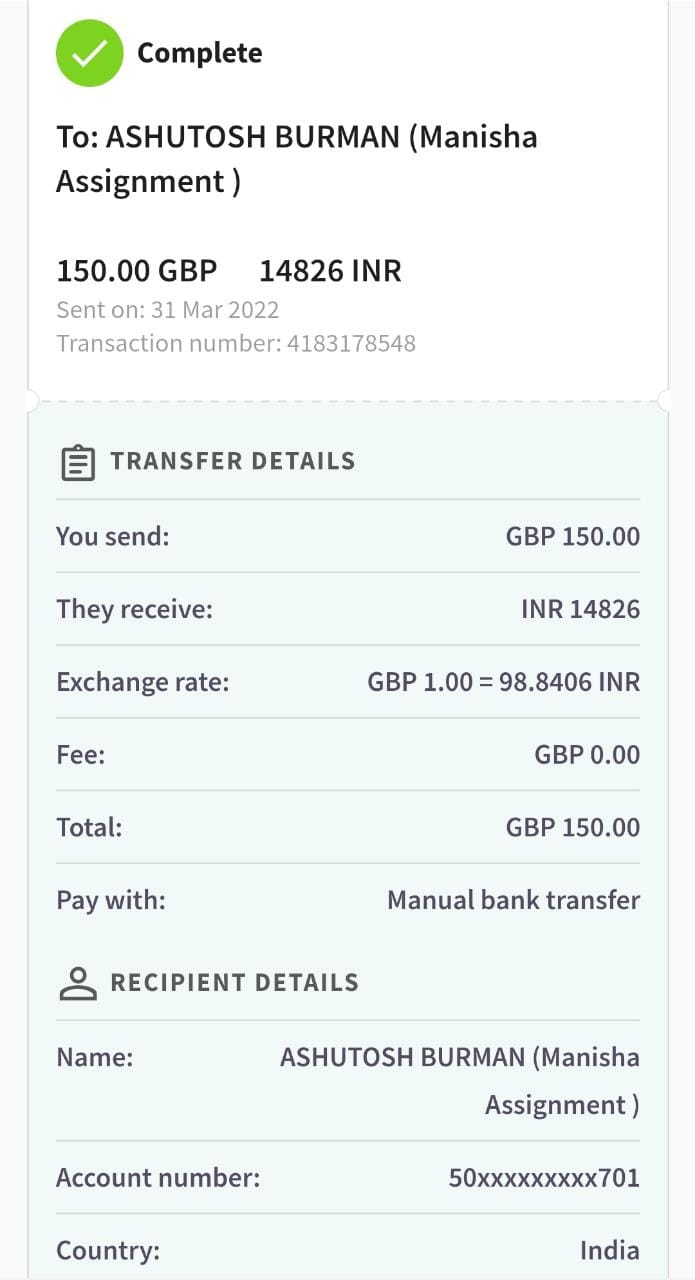 Complete
To: ASHUTOSH BURMAN (Manisha
Assignment )
150.00 GBP 14826 INR
Sent on: 31 Mar 2022
Transaction number: 4183178548
TRANSFER DETAILS
You send: GBP 150.00
They receive: INR 14826
Exchange rate: GBP 1.00 = 98.8406 INR
Fee: GBP 0.00
Total: GBP 150.00
Pay with: Manual bank transfer
RECIPIENT DETAILS
Name: ASHUTOSH BURMAN (Manisha
Assignment )
Account number: 50xxxxxxxxx701
Country: India